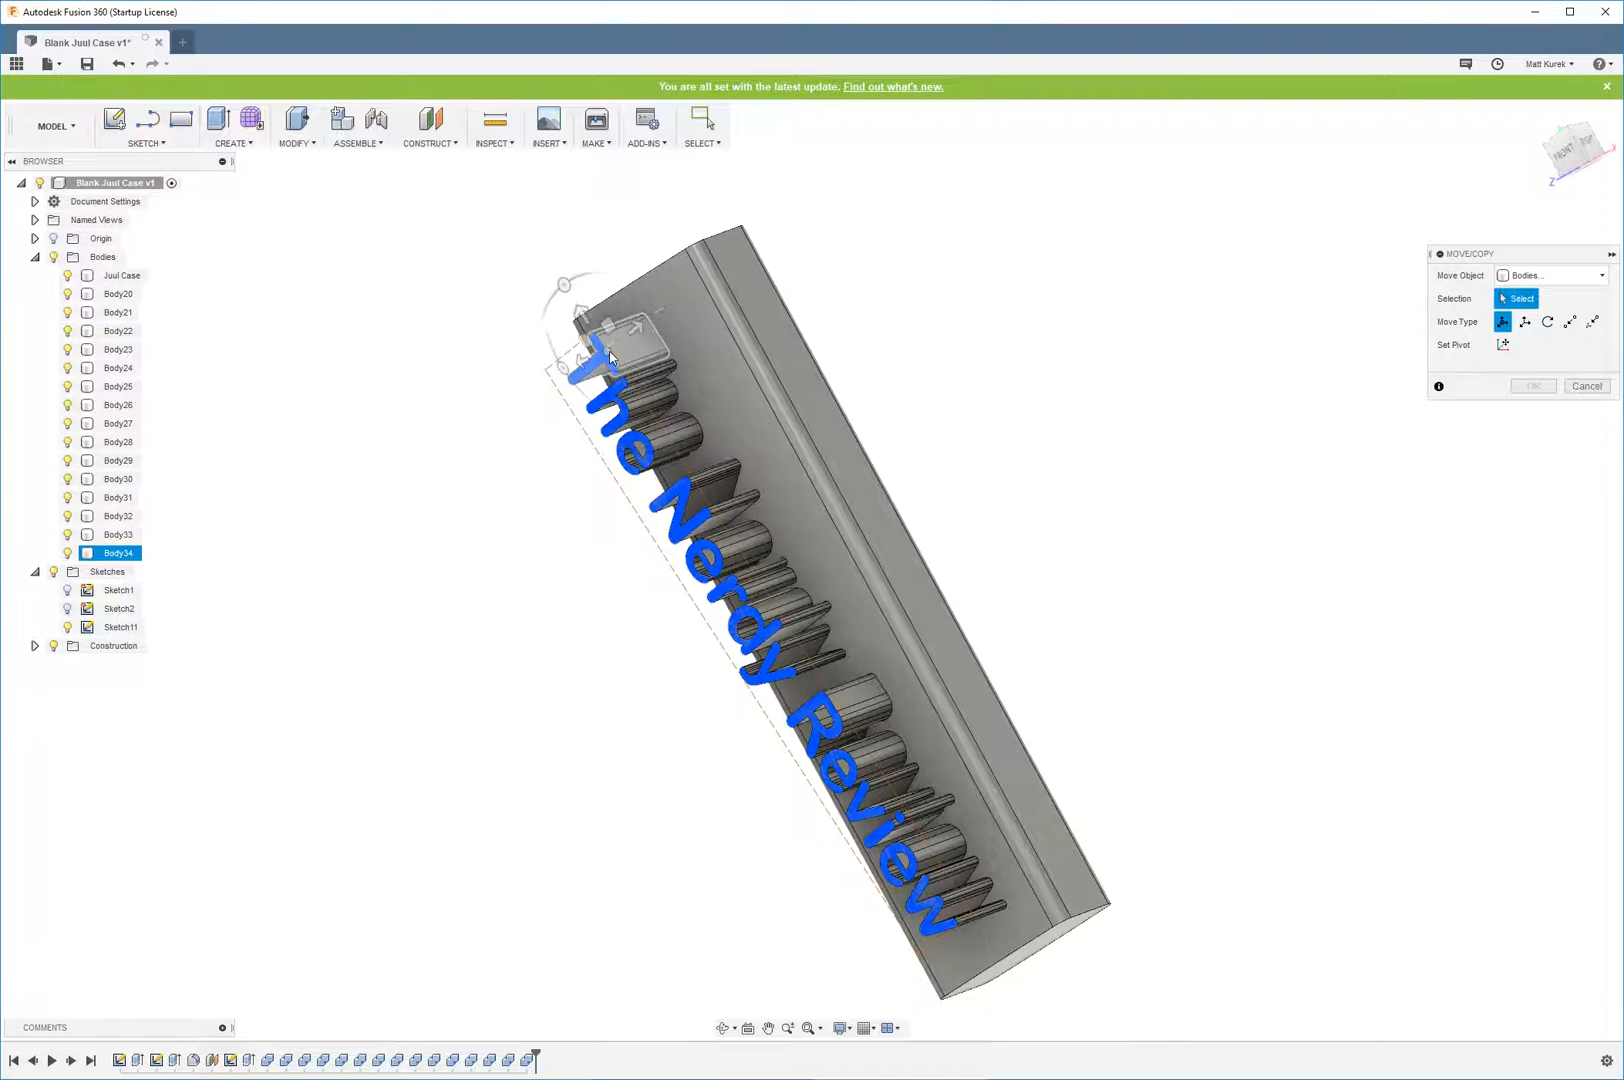 Autodesk Fusion 360 (Startup License)
Blank Juul Case v1*
Matt Kurek
You are all set with the latest update. Find out what's new.
MODEL
SKETCH
CREATE
MODIFY
ASSEMBLE
CONSTRUCT
INSPECT
INSERT
MAKE
ADD-INS
SELECT
BROWSER
FRONT
RIGHT
X
Z
Blank Juul Case v1
Document Settings
Named Views
Origin
Bodies
Juul Case
Body20
Body21
Body22
Body23
Body24
Body25
Body26
Body27
Body28
Body29
Body30
Body31
Body32
Body33
Body34
Sketches
Sketch1
Sketch2
Sketch11
Construction
MOVE/COPY
Move Object
Bodies...
Selection
Select
Move Type
Set Pivot
OK
Cancel
The Nerdy Review
COMMENTS